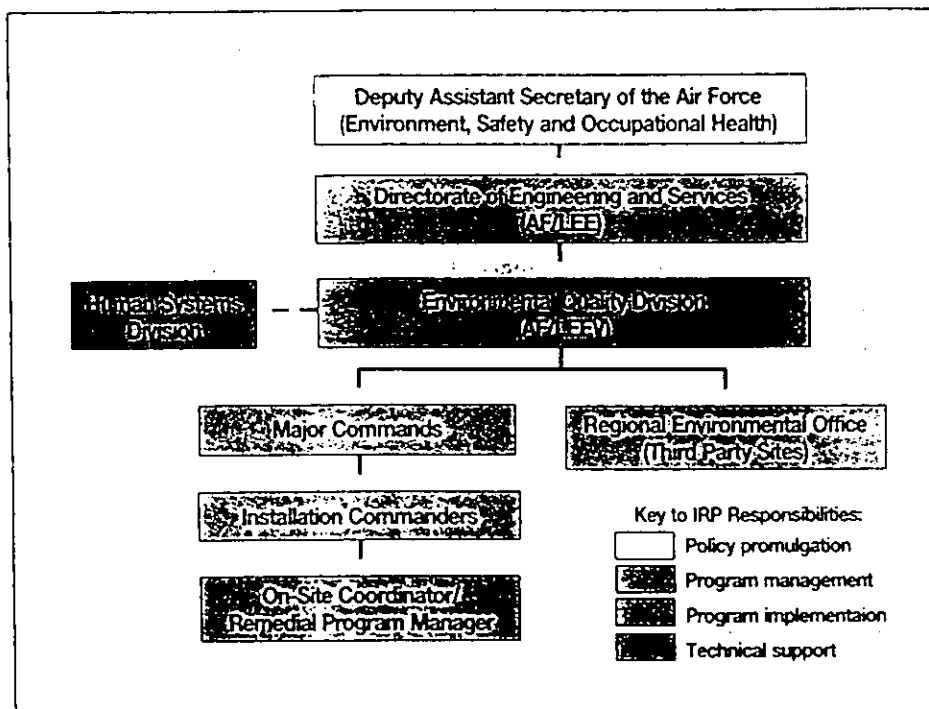 Deputy Assistant Secretary of the Air Force
(Environment, Safety and Occupational Health)
Directorate of Engineering and Services
(AF/LEE)
Human Systems
Division
Environmental Quality Division
(AF/LEEV)
Major Commands
Regional Environmental Office
(Third Party Sites)
Installation Commanders
On-Site Coordinator/
Remedial Program Manager
Key to IRP Responsibilities:
Policy promulgation
Program management
Program implementaion
Technical support